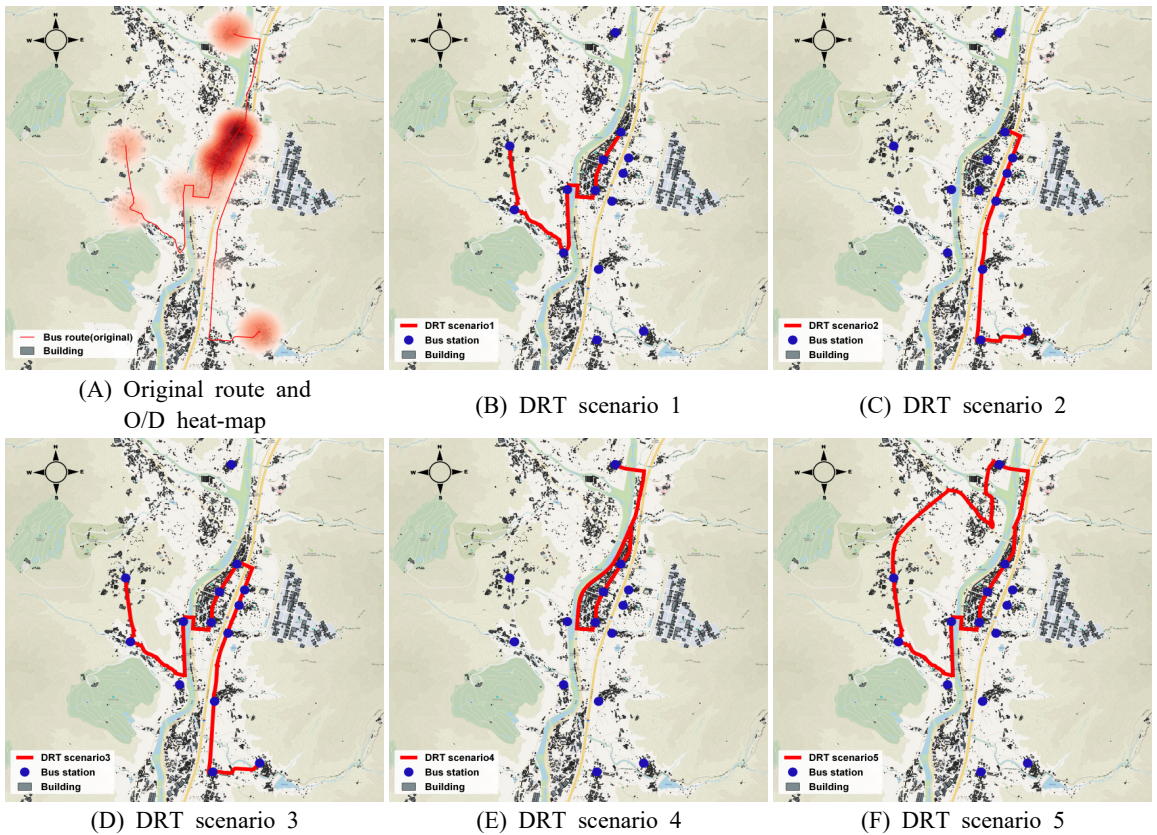 N
W
E
S
Bus route(original)
Building
(A) Original route and
O/D heat-map
N
W
E
S
DRT scenario1
Bus station
Building
(B) DRT scenario 1
N
W
E
S
DRT scenario2
Bus station
Building
(C) DRT scenario 2
N
W
E
S
DRT scenario3
Bus station
Building
(D) DRT scenario 3
N
W
E
S
DRT scenario4
Bus station
Building
(E) DRT scenario 4
N
W
E
S
DRT scenario5
Bus station
Building
(F) DRT scenario 5